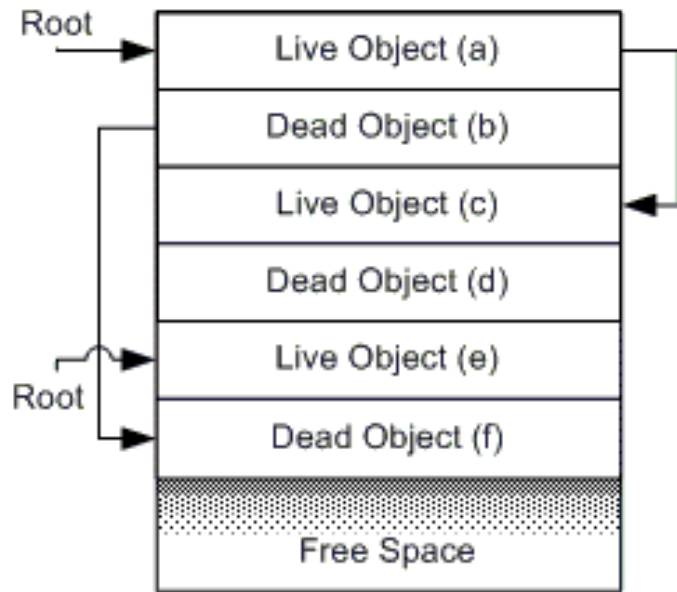 Root
Live Object (a)
Dead Object (b)
Live Object (c)
Dead Object (d)
Live Object (e)
Root
Dead Object (f)
Free Space